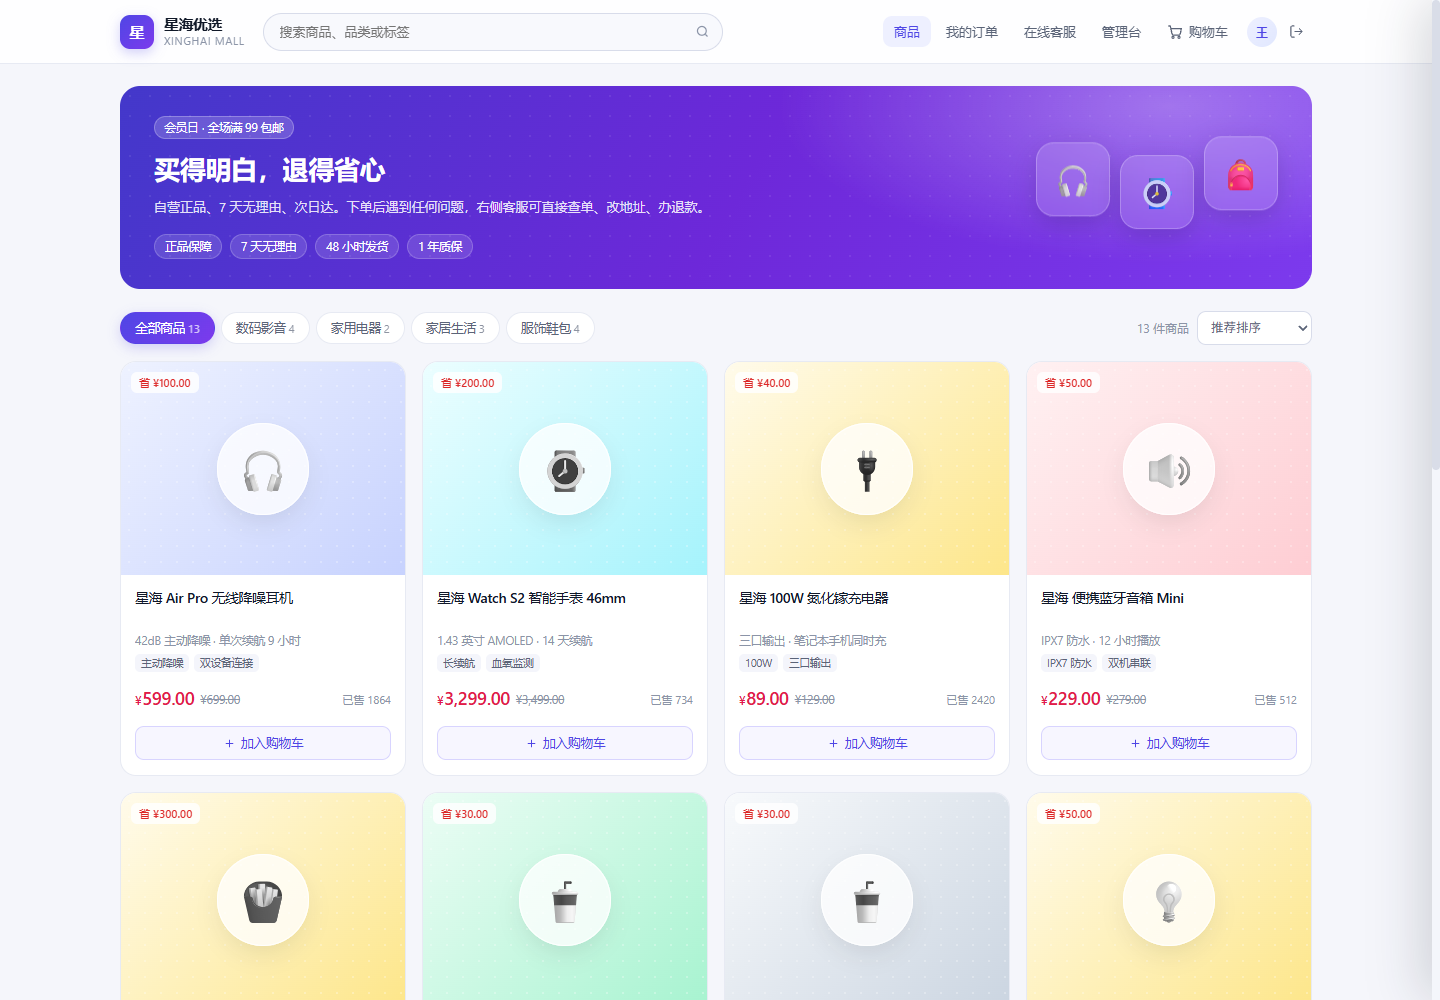 星
星海优选
XINGHAI MALL
搜索商品、品类或标签
商品
我的订单
在线客服
管理台
购物车
王
会员日 · 全场满 99 包邮
买得明白，退得省心
自营正品、7 天无理由、次日达。下单后遇到任何问题，右侧客服可直接查单、改地址、办退款。
正品保障
7 天无理由
48 小时发货
1 年质保
全部商品 13
数码影音 4
家用电器 2
家居生活 3
服饰鞋包 4
13 件商品
推荐排序
省 ¥100.00
星海 Air Pro 无线降噪耳机
42dB 主动降噪 · 单次续航 9 小时
主动降噪
双设备连接
¥599.00 ¥699.00
已售 1864
+ 加入购物车
省 ¥200.00
星海 Watch S2 智能手表 46mm
1.43 英寸 AMOLED · 14 天续航
长续航
血氧监测
¥3,299.00 ¥3,499.00
已售 734
+ 加入购物车
省 ¥40.00
星海 100W 氮化镓充电器
三口输出 · 笔记本手机同时充
100W
三口输出
¥89.00 ¥129.00
已售 2420
+ 加入购物车
省 ¥50.00
星海 便携蓝牙音箱 Mini
IPX7 防水 · 12 小时播放
IPX7 防水
双机串联
¥229.00 ¥279.00
已售 512
+ 加入购物车
省 ¥300.00
省 ¥30.00
省 ¥30.00
省 ¥50.00